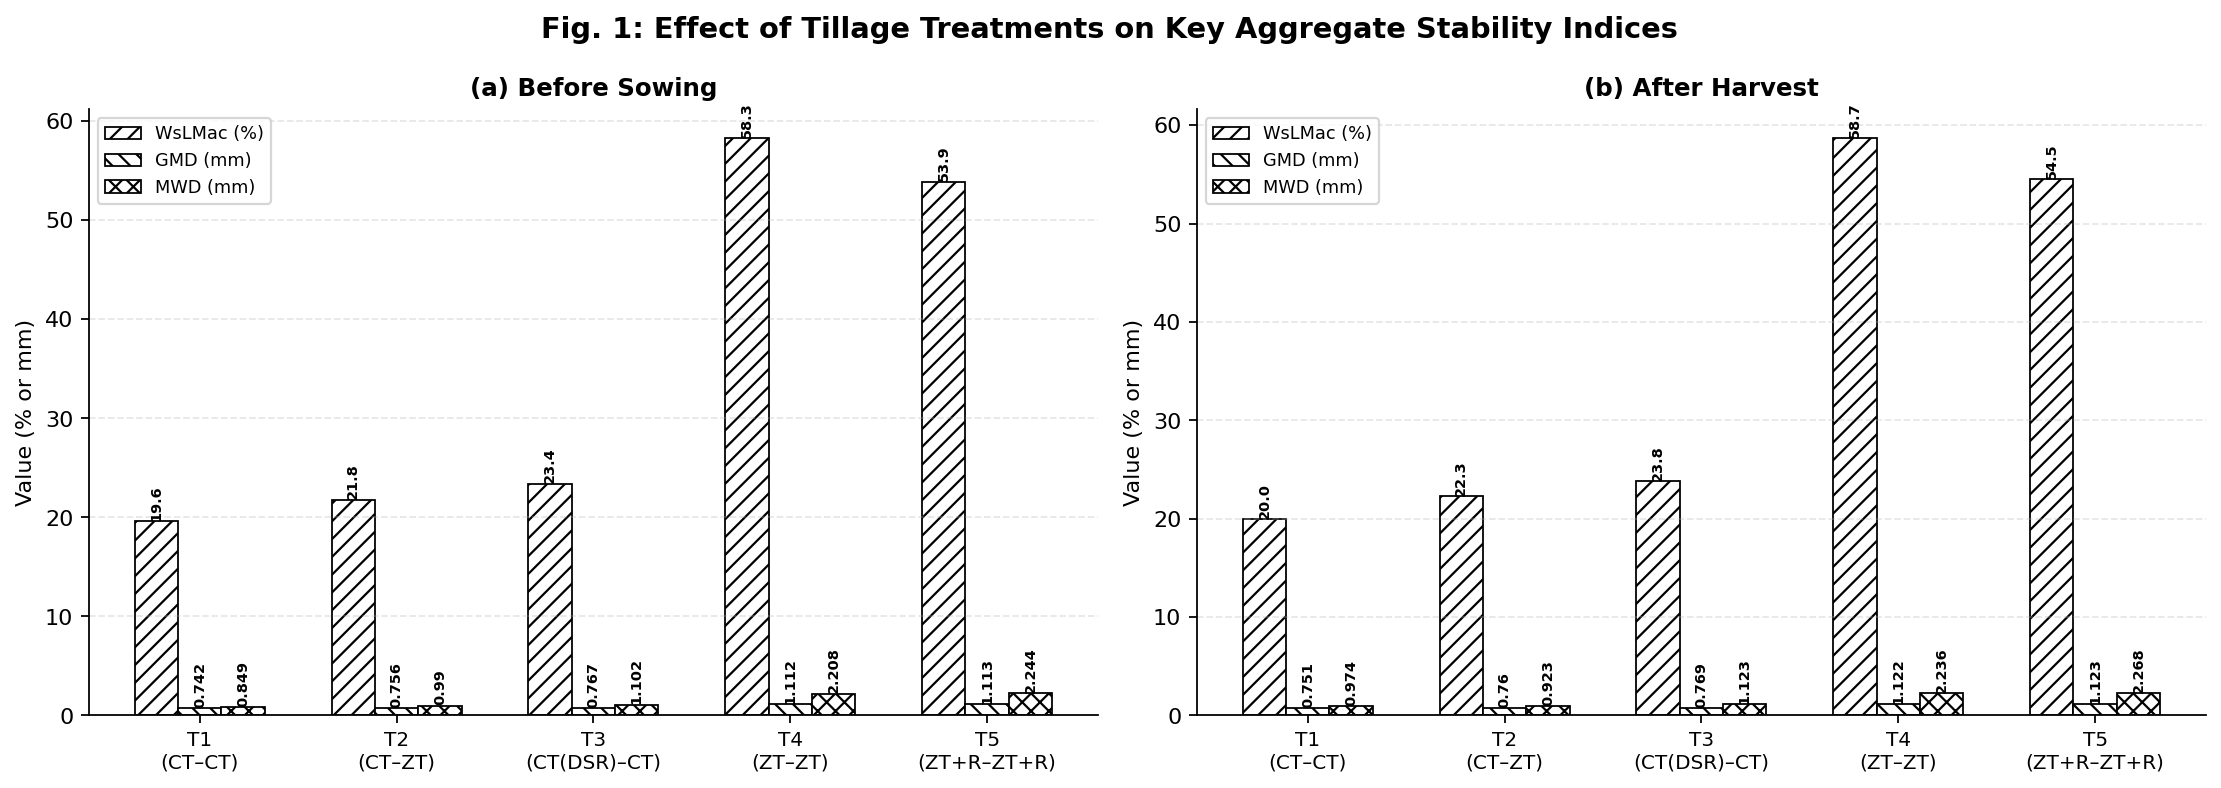 Fig. 1: Effect of Tillage Treatments on Key Aggregate Stability Indices
(a) Before Sowing
Value (% or mm)
60
50
40
30
20
10
0
WsLMac (%)
GMD (mm)
MWD (mm)
19.6
0.742
0.849
21.8
0.756
0.99
23.4
0.767
1.102
58.3
1.112
2.208
53.9
1.113
2.244
T1
(CT–CT)
T2
(CT–ZT)
T3
(CT(DSR)–CT)
T4
(ZT–ZT)
T5
(ZT+R–ZT+R)
(b) After Harvest
Value (% or mm)
60
50
40
30
20
10
0
WsLMac (%)
GMD (mm)
MWD (mm)
20.0
0.751
0.974
22.3
0.76
0.923
23.8
0.769
1.123
58.7
1.122
2.236
54.5
1.123
2.268
T1
(CT–CT)
T2
(CT–ZT)
T3
(CT(DSR)–CT)
T4
(ZT–ZT)
T5
(ZT+R–ZT+R)